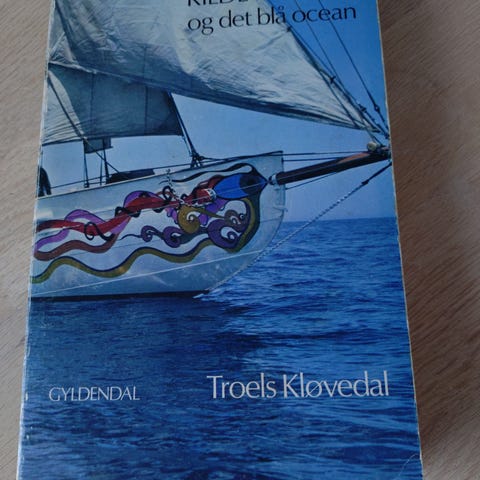 og det blå ocean
GYLDENDAL
Troels Kløvedal